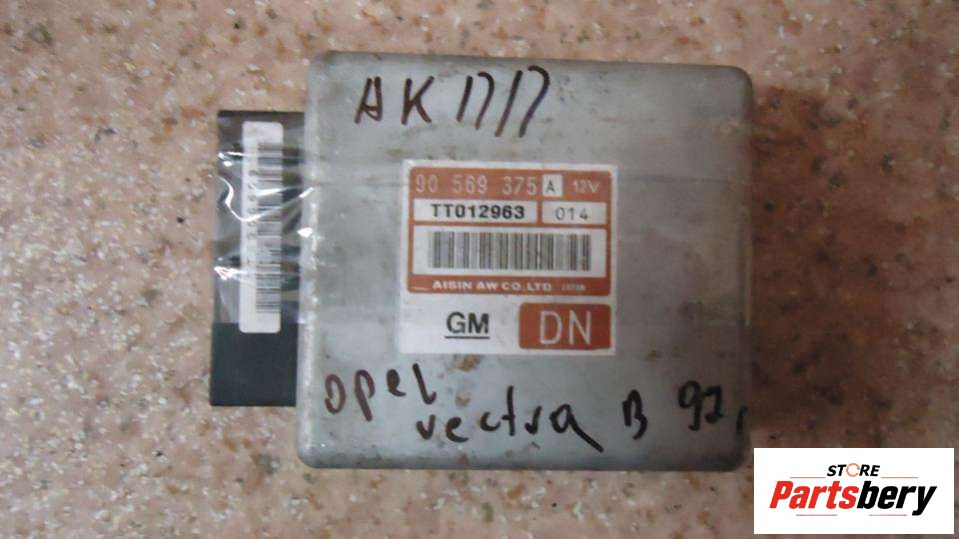 AK 17/7
90 569 375 A 12V
TT012963 014
AISIN AW CO.,LTD.
GM DN
opel
vectra B 97г.
STORE
Partsbery